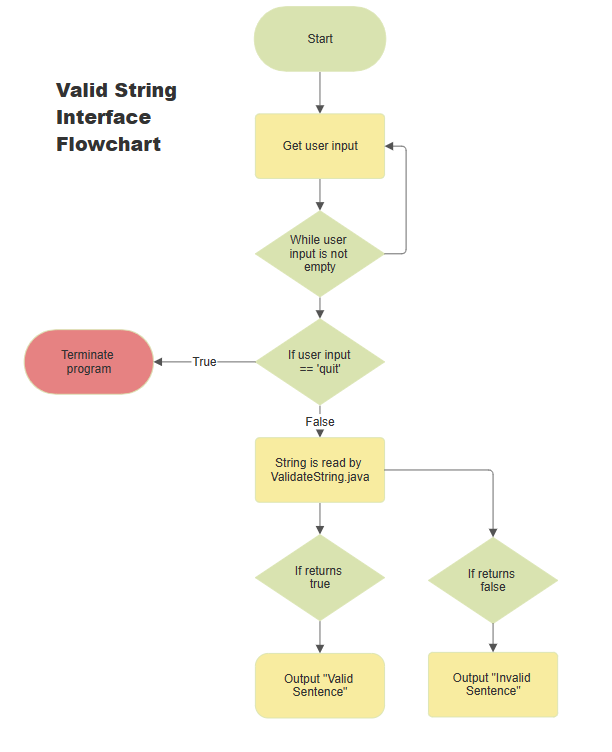 Start
Valid String
Interface
Flowchart
Get user input
While user
input is not
empty
If user input
== 'quit'
True
Terminate
program
False
String is read by
ValidateString.java
If returns
true
If returns
false
Output "Valid
Sentence"
Output "Invalid
Sentence"